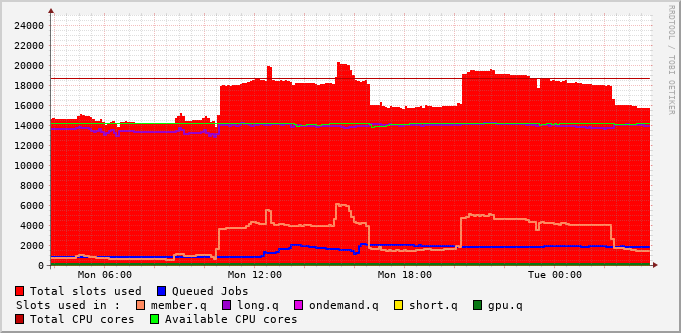 24000
22000
20000
18000
16000
14000
12000
10000
8000
6000
4000
2000
0
Mon 06:00 Mon 12:00 Mon 18:00 Tue 00:00
Total slots used Queued Jobs
Slots used in : member.q long.q ondemand.q short.q gpu.q
Total CPU cores Available CPU cores
RRDTOOL / TOBI OETIKER